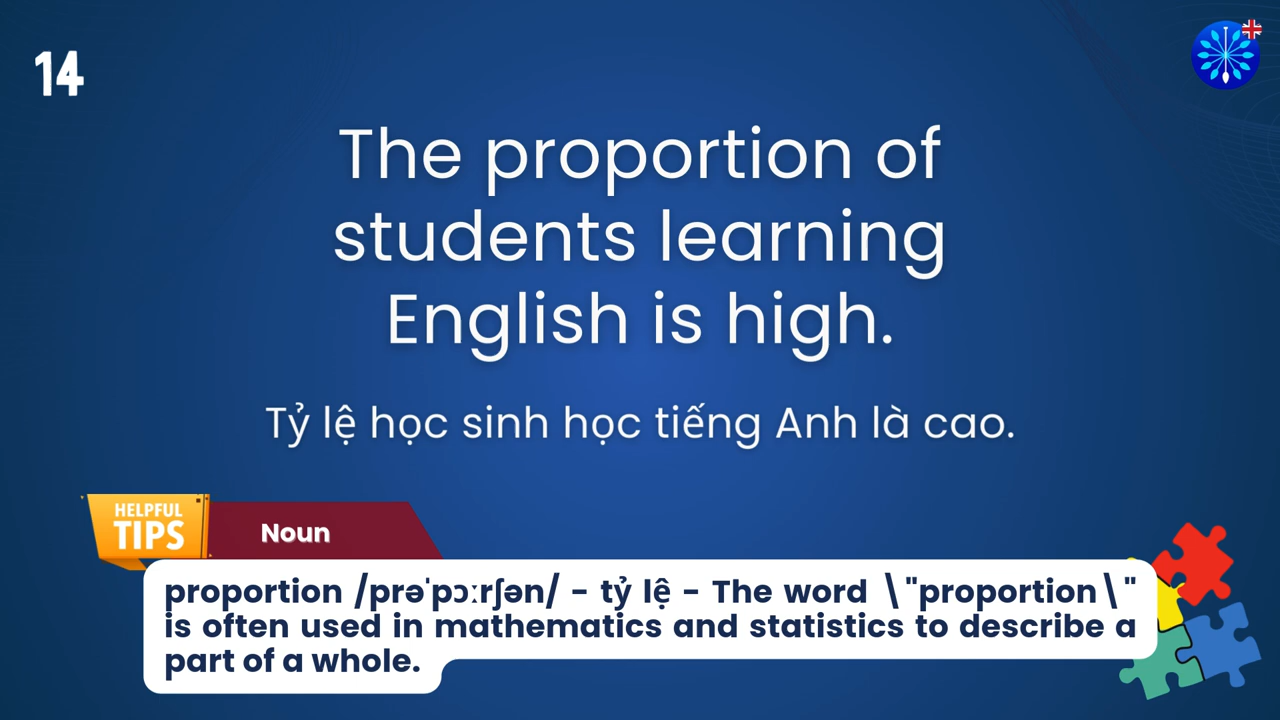 14
The proportion of
students learning
English is high.
Tỷ lệ học sinh học tiếng Anh là cao.
HELPFUL
TIPS
Noun
proportion /prəˈpɔːrʃən/ - tỷ lệ - The word \"proportion\"
is often used in mathematics and statistics to describe a
part of a whole.